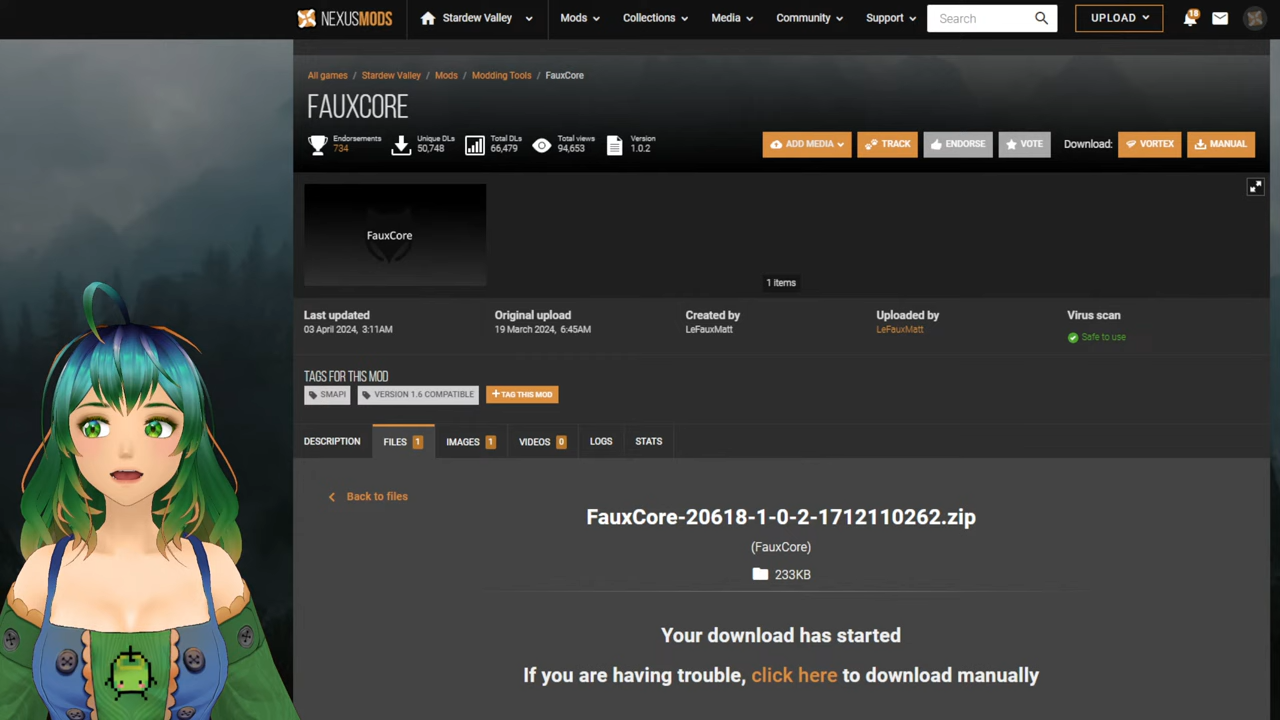 NEXUSMODS
Stardew Valley
Mods
Collections
Media
Community
Support
Search
UPLOAD
18
All games / Stardew Valley / Mods / Modding Tools / FauxCore
FAUXCORE
Endorsements
734
Unique DLs
50,748
Total DLs
66,479
Total views
94,653
Version
1.0.2
ADD MEDIA
TRACK
ENDORSE
VOTE
Download:
VORTEX
MANUAL
FauxCore
1 items
Last updated
03 April 2024, 3:11AM
Original upload
19 March 2024, 6:45AM
Created by
LeFauxMatt
Uploaded by
LeFauxMatt
Virus scan
Safe to use
TAGS FOR THIS MOD
SMAPI
VERSION 1.6 COMPATIBLE
+ TAG THIS MOD
DESCRIPTION
FILES 1
IMAGES 1
VIDEOS 0
LOGS
STATS
Back to files
FauxCore-20618-1-0-2-1712110262.zip
(FauxCore)
233KB
Your download has started
If you are having trouble, click here to download manually